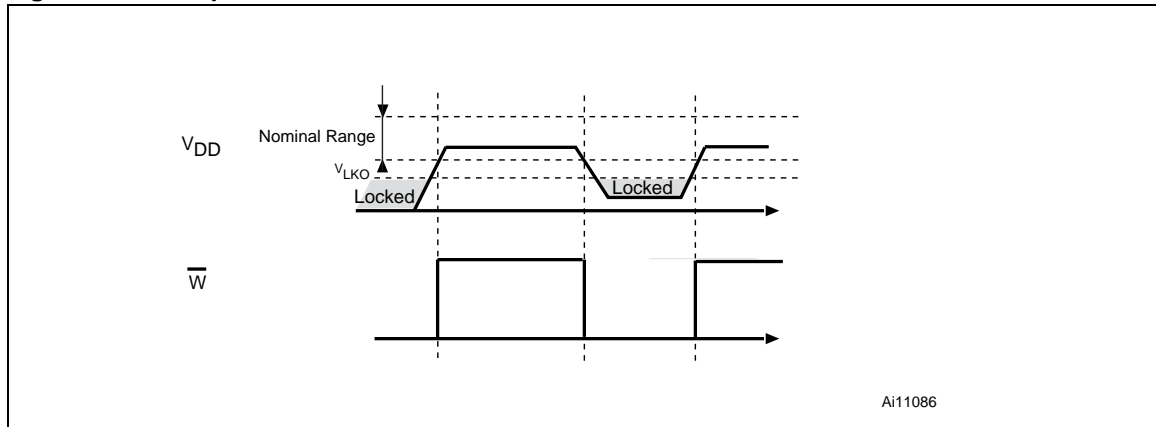 Nominal Range
VDD
VLKO
Locked
Locked
W̅
Ai11086